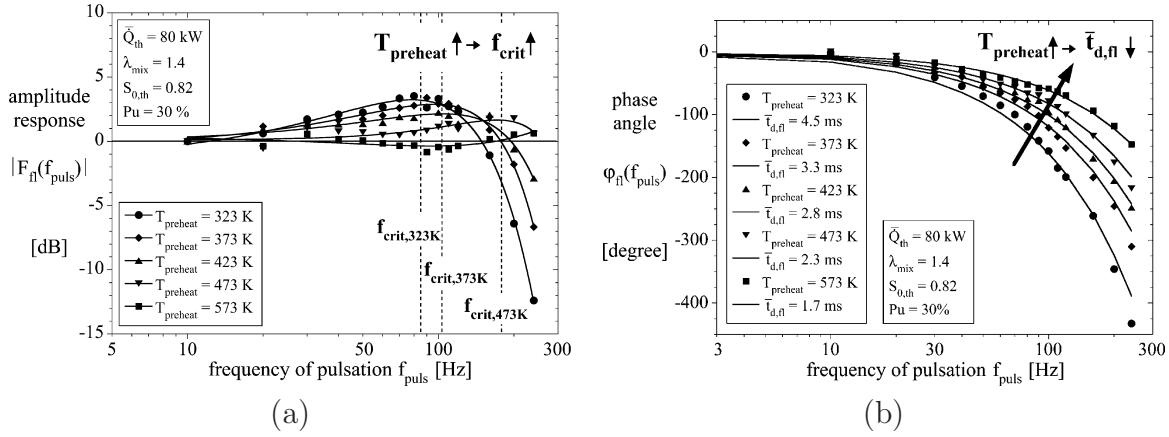 Q̄th = 80 kW
λmix = 1.4
S0,th = 0.82
Pu = 30 %
Tpreheat ↑ → fcrit ↑
amplitude
response
|Ffl(fpuls)|
[dB]
5
0
-5
-10
-15
10
Tpreheat = 323 K
Tpreheat = 373 K
Tpreheat = 423 K
Tpreheat = 473 K
Tpreheat = 573 K
fcrit,323K
fcrit,373K
fcrit,473K
5 10 100 300
frequency of pulsation fpuls [Hz]
(a)
Tpreheat ↑ → t̄d,fl ↓
phase
angle
φfl(fpuls)
[degree]
0
-100
-200
-300
-400
Tpreheat = 323 K
t̄d,fl = 4.5 ms
Tpreheat = 373 K
t̄d,fl = 3.3 ms
Tpreheat = 423 K
t̄d,fl = 2.8 ms
Tpreheat = 473 K
t̄d,fl = 2.3 ms
Tpreheat = 573 K
t̄d,fl = 1.7 ms
Q̄th = 80 kW
λmix = 1.4
S0,th = 0.82
Pu = 30%
3 10 30 100 300
frequency of pulsation fpuls [Hz]
(b)